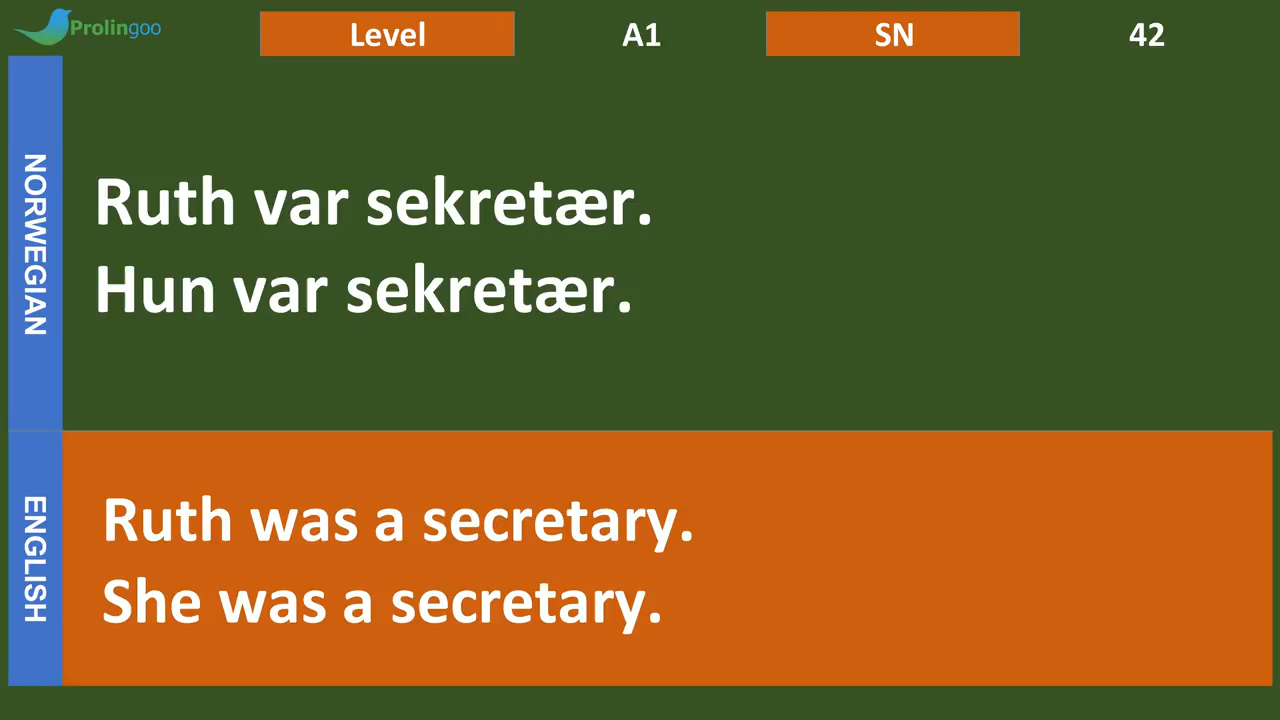 Prolingoo
Level A1 SN 42
NORWEGIAN
Ruth var sekretær.
Hun var sekretær.
ENGLISH
Ruth was a secretary.
She was a secretary.